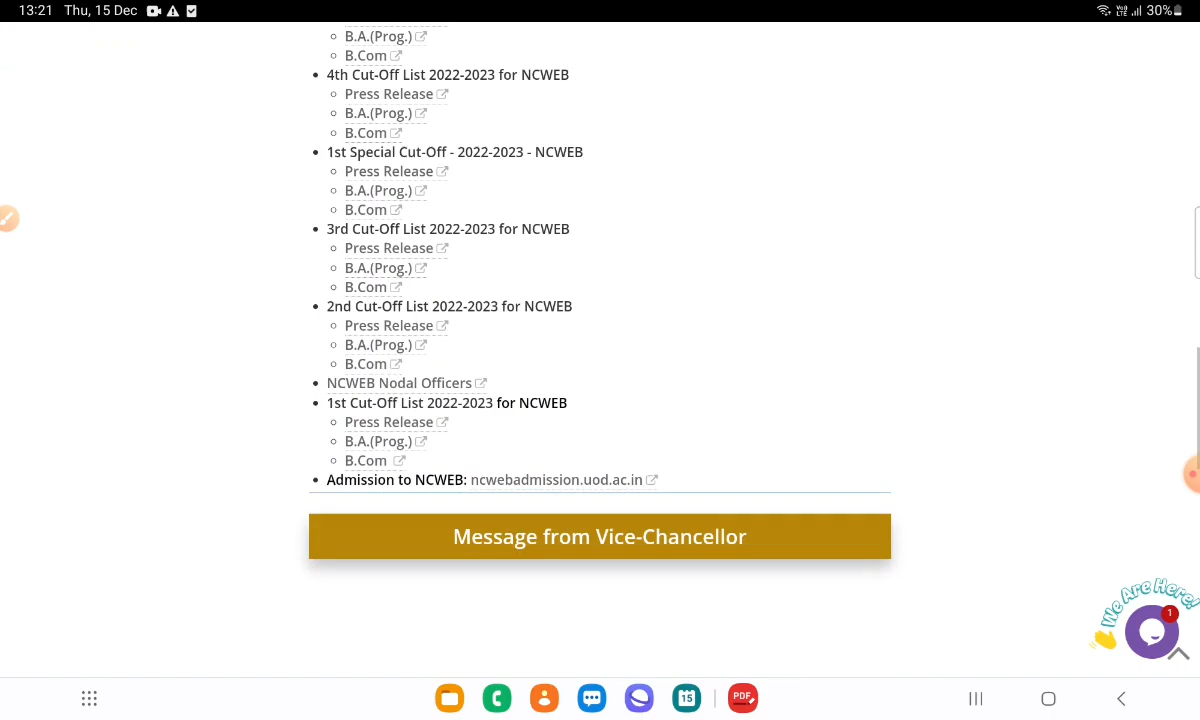 13:21 Thu, 15 Dec
VoD LTE 30%
B.A.(Prog.)
B.Com
4th Cut-Off List 2022-2023 for NCWEB
Press Release
B.A.(Prog.)
B.Com
1st Special Cut-Off - 2022-2023 - NCWEB
Press Release
B.A.(Prog.)
B.Com
3rd Cut-Off List 2022-2023 for NCWEB
Press Release
B.A.(Prog.)
B.Com
2nd Cut-Off List 2022-2023 for NCWEB
Press Release
B.A.(Prog.)
B.Com
NCWEB Nodal Officers
1st Cut-Off List 2022-2023 for NCWEB
Press Release
B.A.(Prog.)
B.Com
Admission to NCWEB: ncwebadmission.uod.ac.in
Message from Vice-Chancellor
We Are Here!
1
15
PDF